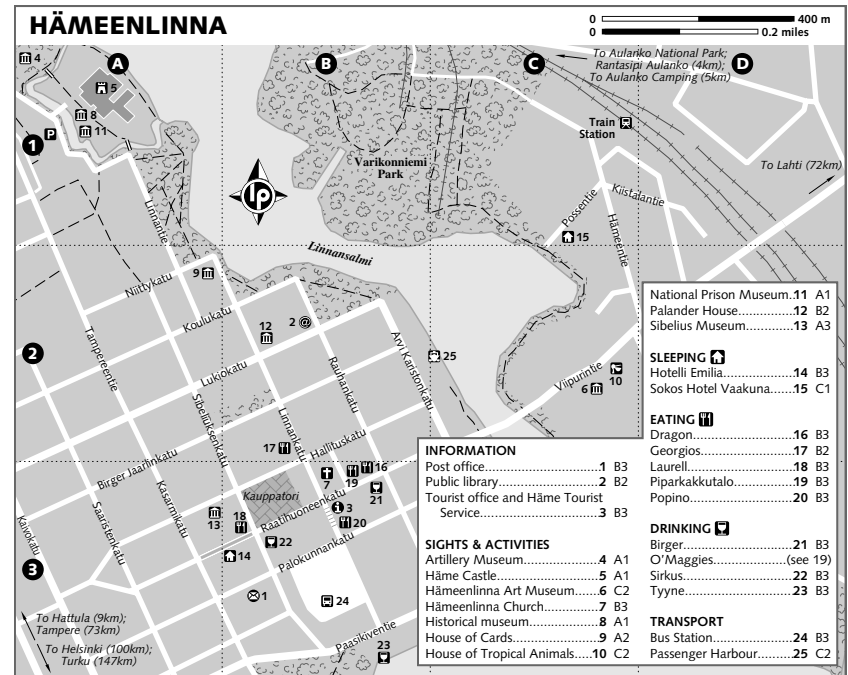 HÄMEENLINNA
0 400 m
0 0.2 miles
A
B
C
D
To Aulanko National Park;
Rantasipi Aulanko (4km);
To Aulanko Camping (5km)
4
5
8
11
P
1
Train
Station
Varikonniemi
Park
To Lahti (72km)
lp
Linnantie
Possentie
Kiistalantie
Hämeentie
15
Linnansalmi
9
Niittykatu
Koulukatu
12
2
@
25
2
Tampereentie
Lukiokatu
Rauhankatu
Arvi Karistonkatu
Viipurintie
10
6
Sibeliuksenkatu
Linnankatu
17
Hallituskatu
Birger Jaarlinkatu
Kasarmikatu
Saaristenkatu
Kaivokatu
Kauppatori
7
19
16
21
Raatihuoneenkatu
3
20
13
18
22
14
Palokunnankatu
3
1
24
To Hattula (9km);
Tampere (73km)
To Helsinki (100km);
Turku (147km)
Paasikiventie
23
INFORMATION
Post office 1 B3
Public library 2 B2
Tourist office and Häme Tourist
Service 3 B3
SIGHTS & ACTIVITIES
Artillery Museum 4 A1
Häme Castle 5 A1
Hämeenlinna Art Museum 6 C2
Hämeenlinna Church 7 B3
Historical museum 8 A1
House of Cards 9 A2
House of Tropical Animals 10 C2
National Prison Museum 11 A1
Palander House 12 B2
Sibelius Museum 13 A3
SLEEPING
Hotelli Emilia 14 B3
Sokos Hotel Vaakuna 15 C1
EATING
Dragon 16 B3
Georgios 17 B2
Laurell 18 B3
Piparkakkutalo 19 B3
Popino 20 B3
DRINKING
Birger 21 B3
O'Maggies (see 19)
Sirkus 22 B3
Tyyne 23 B3
TRANSPORT
Bus Station 24 B3
Passenger Harbour 25 C2